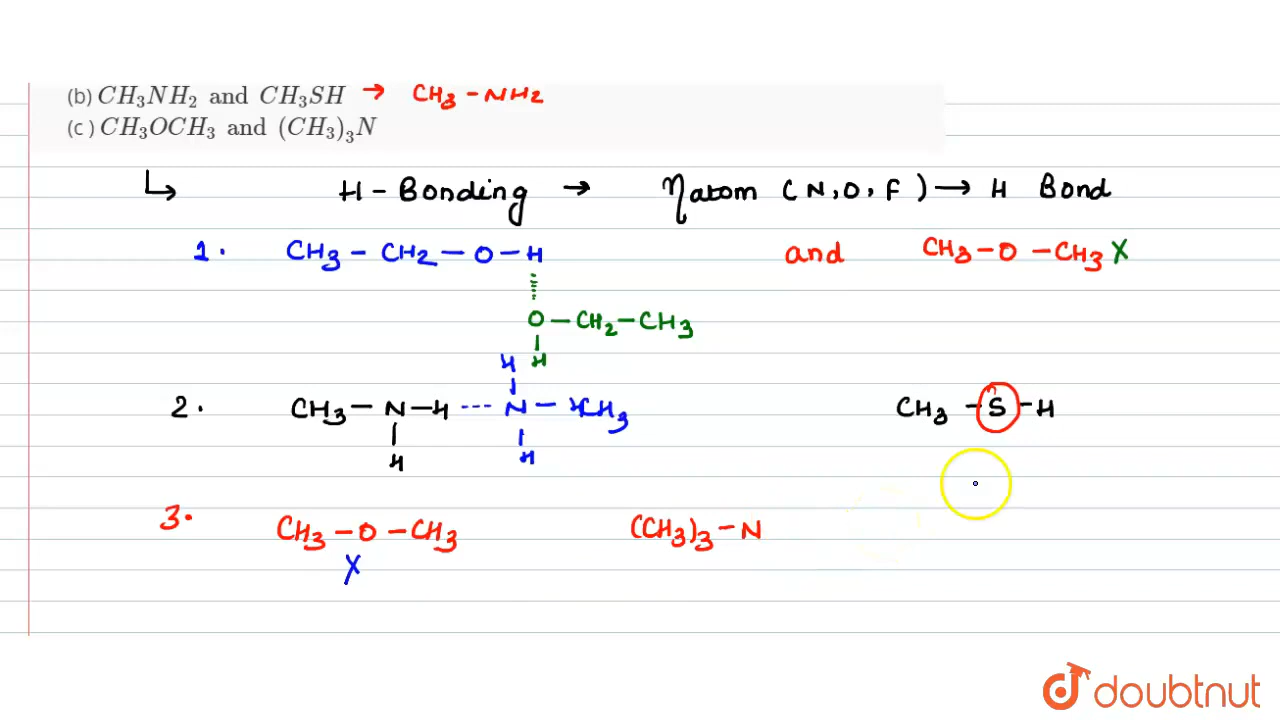 (b) CH₃NH₂ and CH₃SH → CH₃-NH₂
(c ) CH₃OCH₃ and (CH₃)₃N
↳ H-Bonding → atom (N,O,F) → H Bond
1. CH₃-CH₂-O-H and CH₃-O-CH₃ X
O-CH₂-CH₃
H H
2. CH₃-N-H---N-CH₃ CH₃-S-H
H H
3. CH₃-O-CH₃ (CH₃)₃-N
X
doubtnut